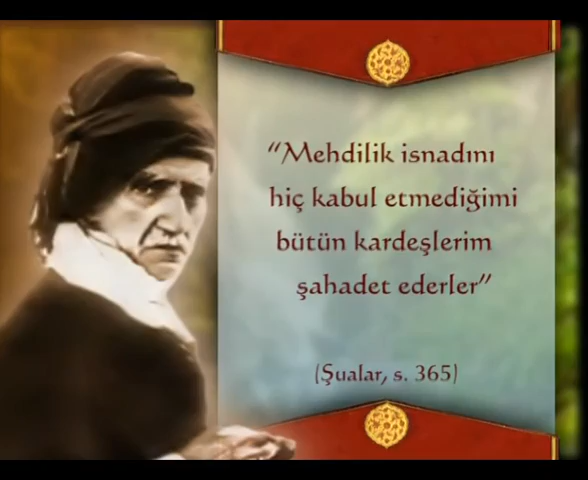 “Mehdilik isnadını
hiç kabul etmediğimi
bütün kardeşlerim
şahadet ederler”
(Şualar, s. 365)